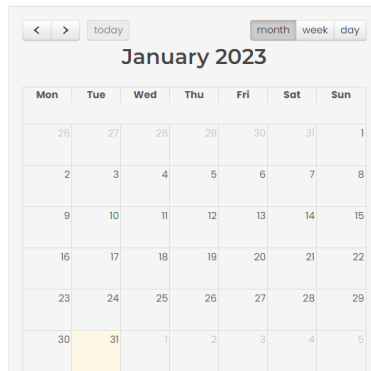 today month week day
January 2023
Mon Tue Wed Thu Fri Sat Sun
26 27 28 29 30 31 1
2 3 4 5 6 7 8
9 10 11 12 13 14 15
16 17 18 19 20 21 22
23 24 25 26 27 28 29
30 31 1 2 3 4 5